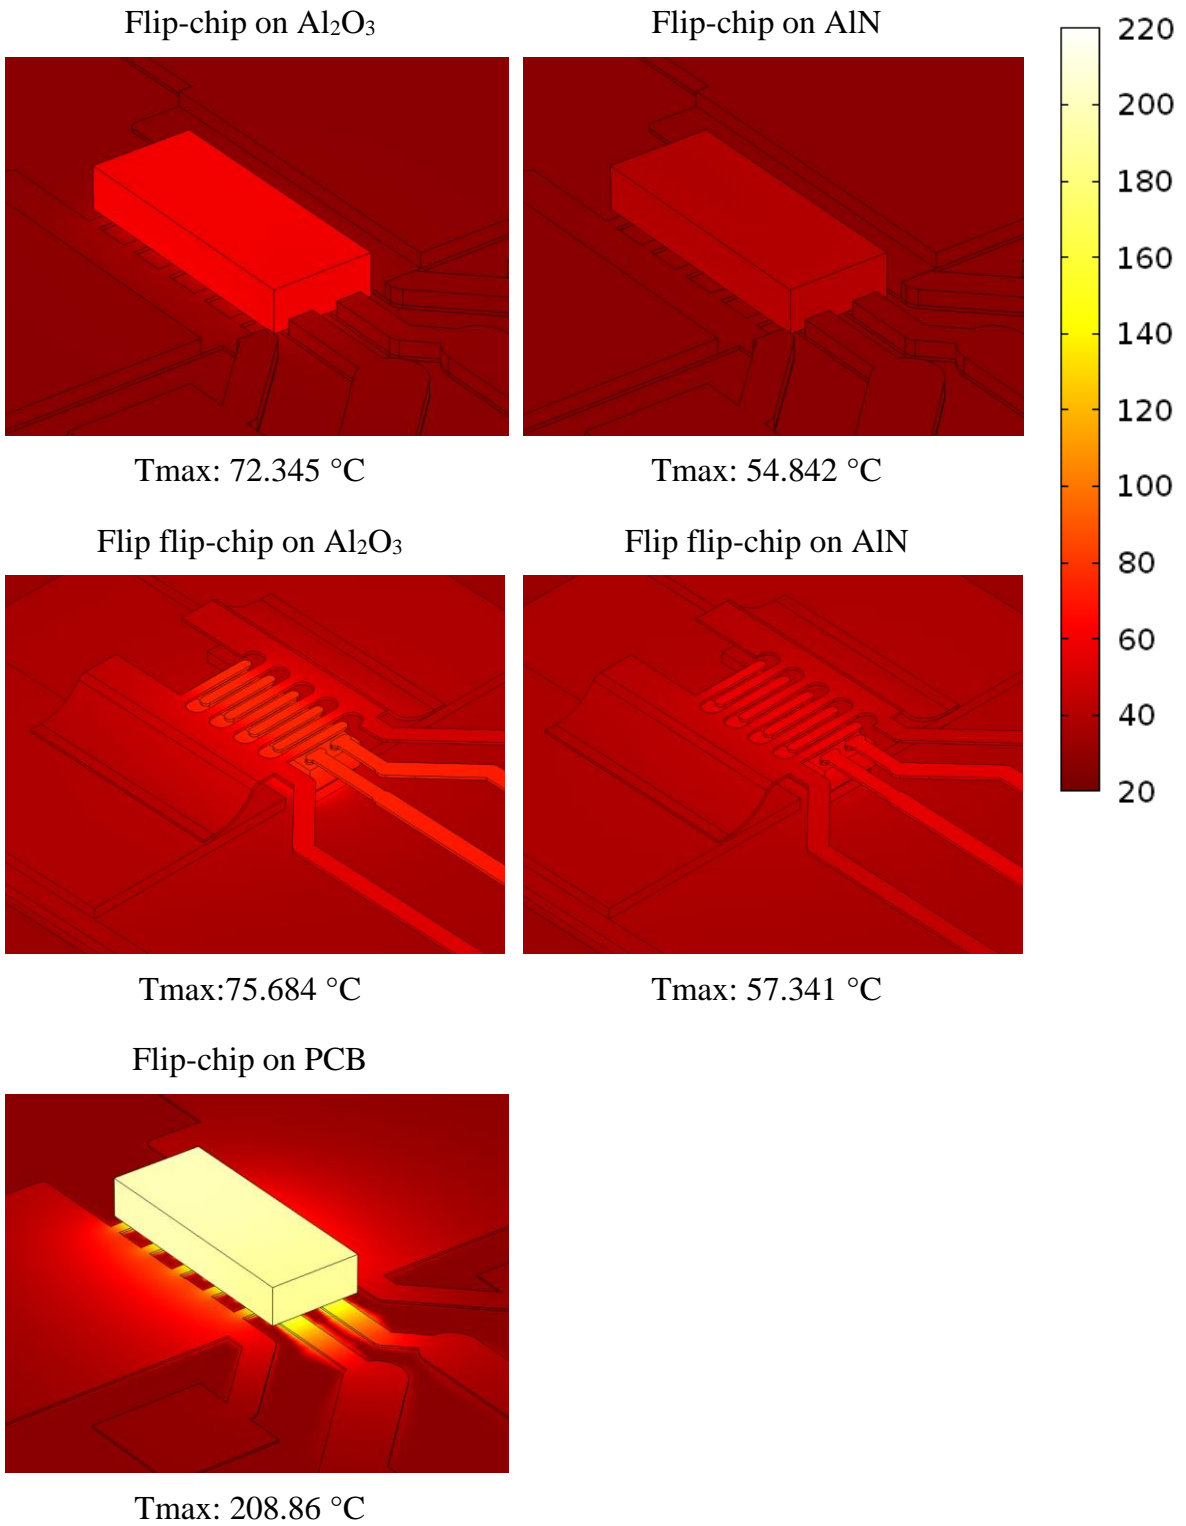 Flip-chip on Al₂O₃
Flip-chip on AlN
Tmax: 72.345 °C
Tmax: 54.842 °C
Flip flip-chip on Al₂O₃
Flip flip-chip on AlN
Tmax:75.684 °C
Tmax: 57.341 °C
Flip-chip on PCB
Tmax: 208.86 °C
220
200
180
160
140
120
100
80
60
40
20